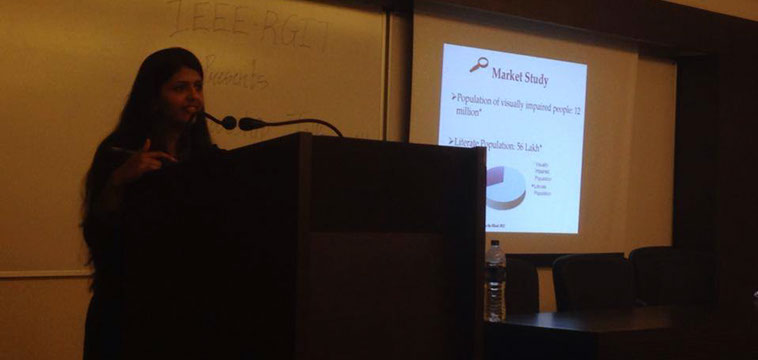 IEEE-RGIT
Presents
Market Study
➢Population of visually impaired people: 12
million*
➢Literate Population: 56 Lakh*
Visually
Impaired
Population
Literate
Population